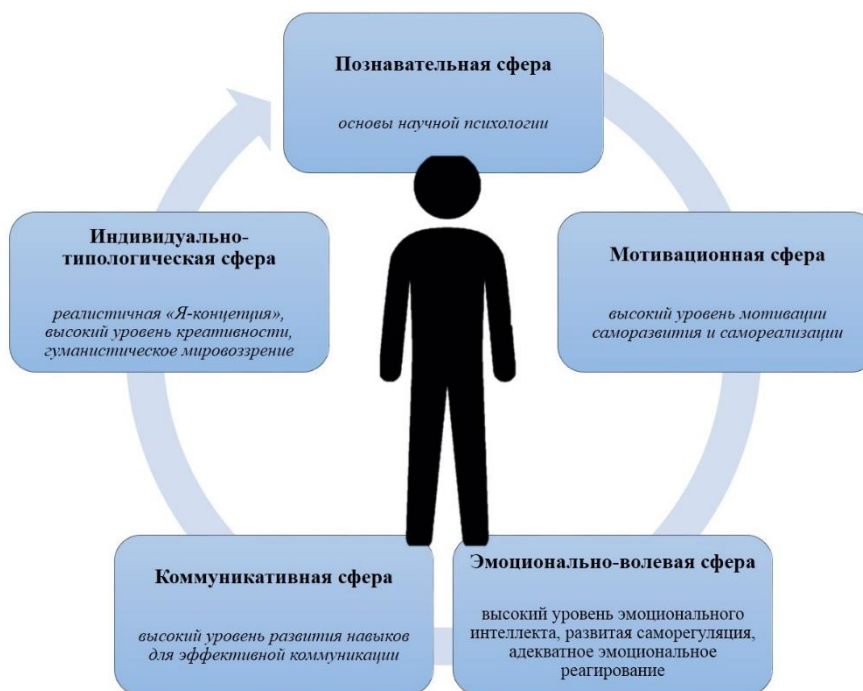 Познавательная сфера
основы научной психологии
Мотивационная сфера
высокий уровень мотивации
саморазвития и самореализации
Эмоционально-волевая сфера
высокий уровень эмоционального
интеллекта, развитая саморегуляция,
адекватное эмоциональное
реагирование
Коммуникативная сфера
высокий уровень развития навыков
для эффективной коммуникации
Индивидуально-
типологическая сфера
реалистичная «Я-концепция»,
высокий уровень креативности,
гуманистическое мировоззрение